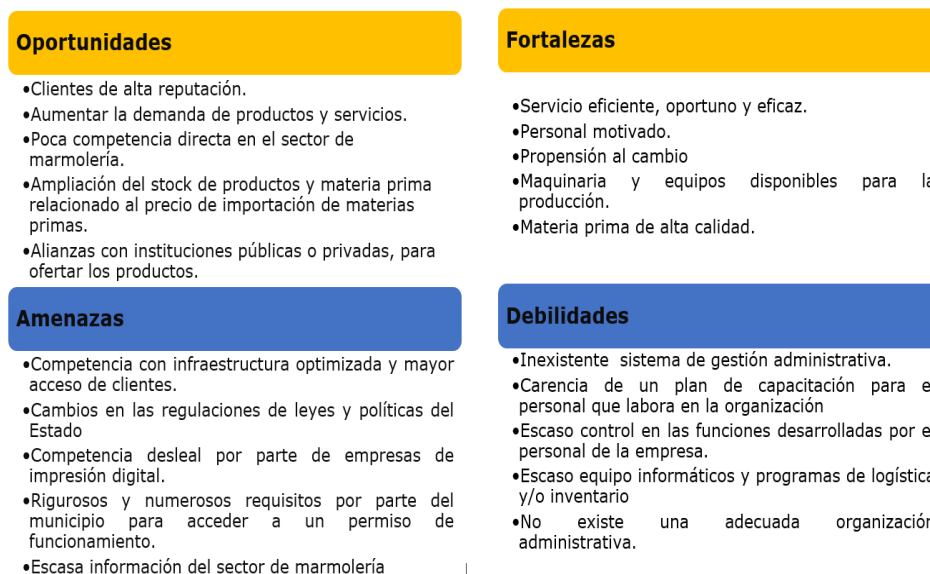 Oportunidades
•Clientes de alta reputación.
•Aumentar la demanda de productos y servicios.
•Poca competencia directa en el sector de
marmolería.
•Ampliación del stock de productos y materia prima
relacionado al precio de importación de materias
primas.
•Alianzas con instituciones públicas o privadas, para
ofertar los productos.
Amenazas
•Competencia con infraestructura optimizada y mayor
acceso de clientes.
•Cambios en las regulaciones de leyes y políticas del
Estado
•Competencia desleal por parte de empresas de
impresión digital.
•Rigurosos y numerosos requisitos por parte del
municipio para acceder a un permiso de
funcionamiento.
•Escasa información del sector de marmolería
Fortalezas
•Servicio eficiente, oportuno y eficaz.
•Personal motivado.
•Propensión al cambio
•Maquinaria y equipos disponibles para la
producción.
•Materia prima de alta calidad.
Debilidades
•Inexistente sistema de gestión administrativa.
•Carencia de un plan de capacitación para e
personal que labora en la organización
•Escaso control en las funciones desarrolladas por e
personal de la empresa.
•Escaso equipo informáticos y programas de logística
y/o inventario
•No existe una adecuada organización
administrativa.